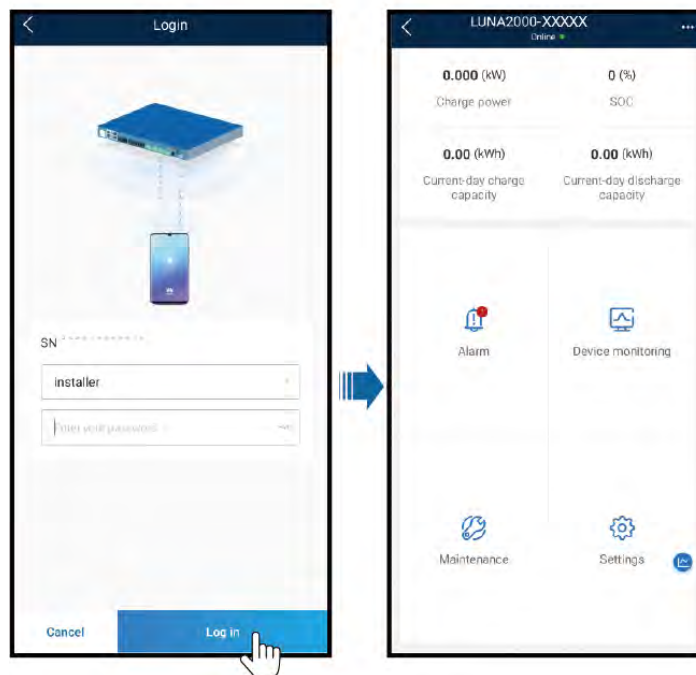 Login
SN
installer
Enter your password
Cancel
Log in
LUNA2000-XXXXX
Online
0.000 (kW)
0 (%)
Charge power
SOC
0.00 (kWh)
0.00 (kWh)
Current-day charge
capacity
Current-day discharge
capacity
Alarm
Device monitoring
Maintenance
Settings